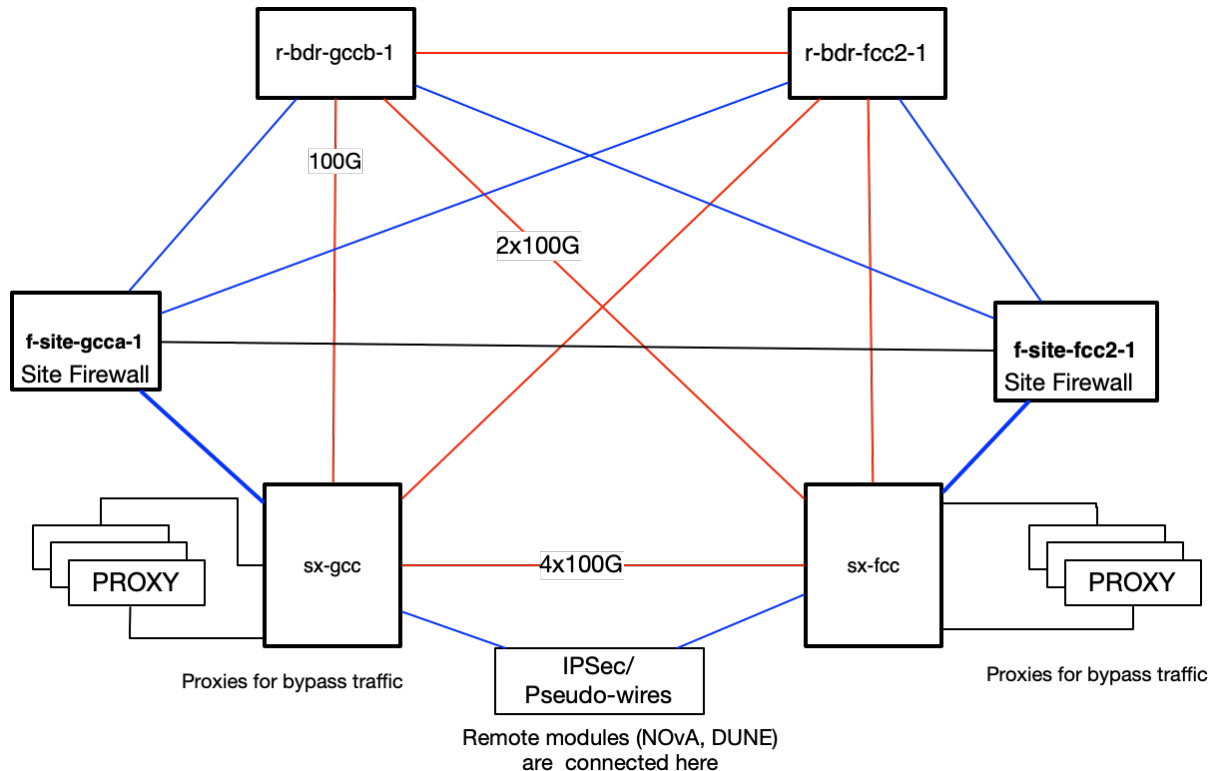 r-bdr-gccb-1
r-bdr-fcc2-1
100G
2x100G
f-site-gcca-1
Site Firewall
f-site-fcc2-1
Site Firewall
PROXY
sx-gcc
4x100G
sx-fcc
PROXY
Proxies for bypass traffic
IPSec/
Pseudo-wires
Proxies for bypass traffic
Remote modules (NOvA, DUNE)
are connected here